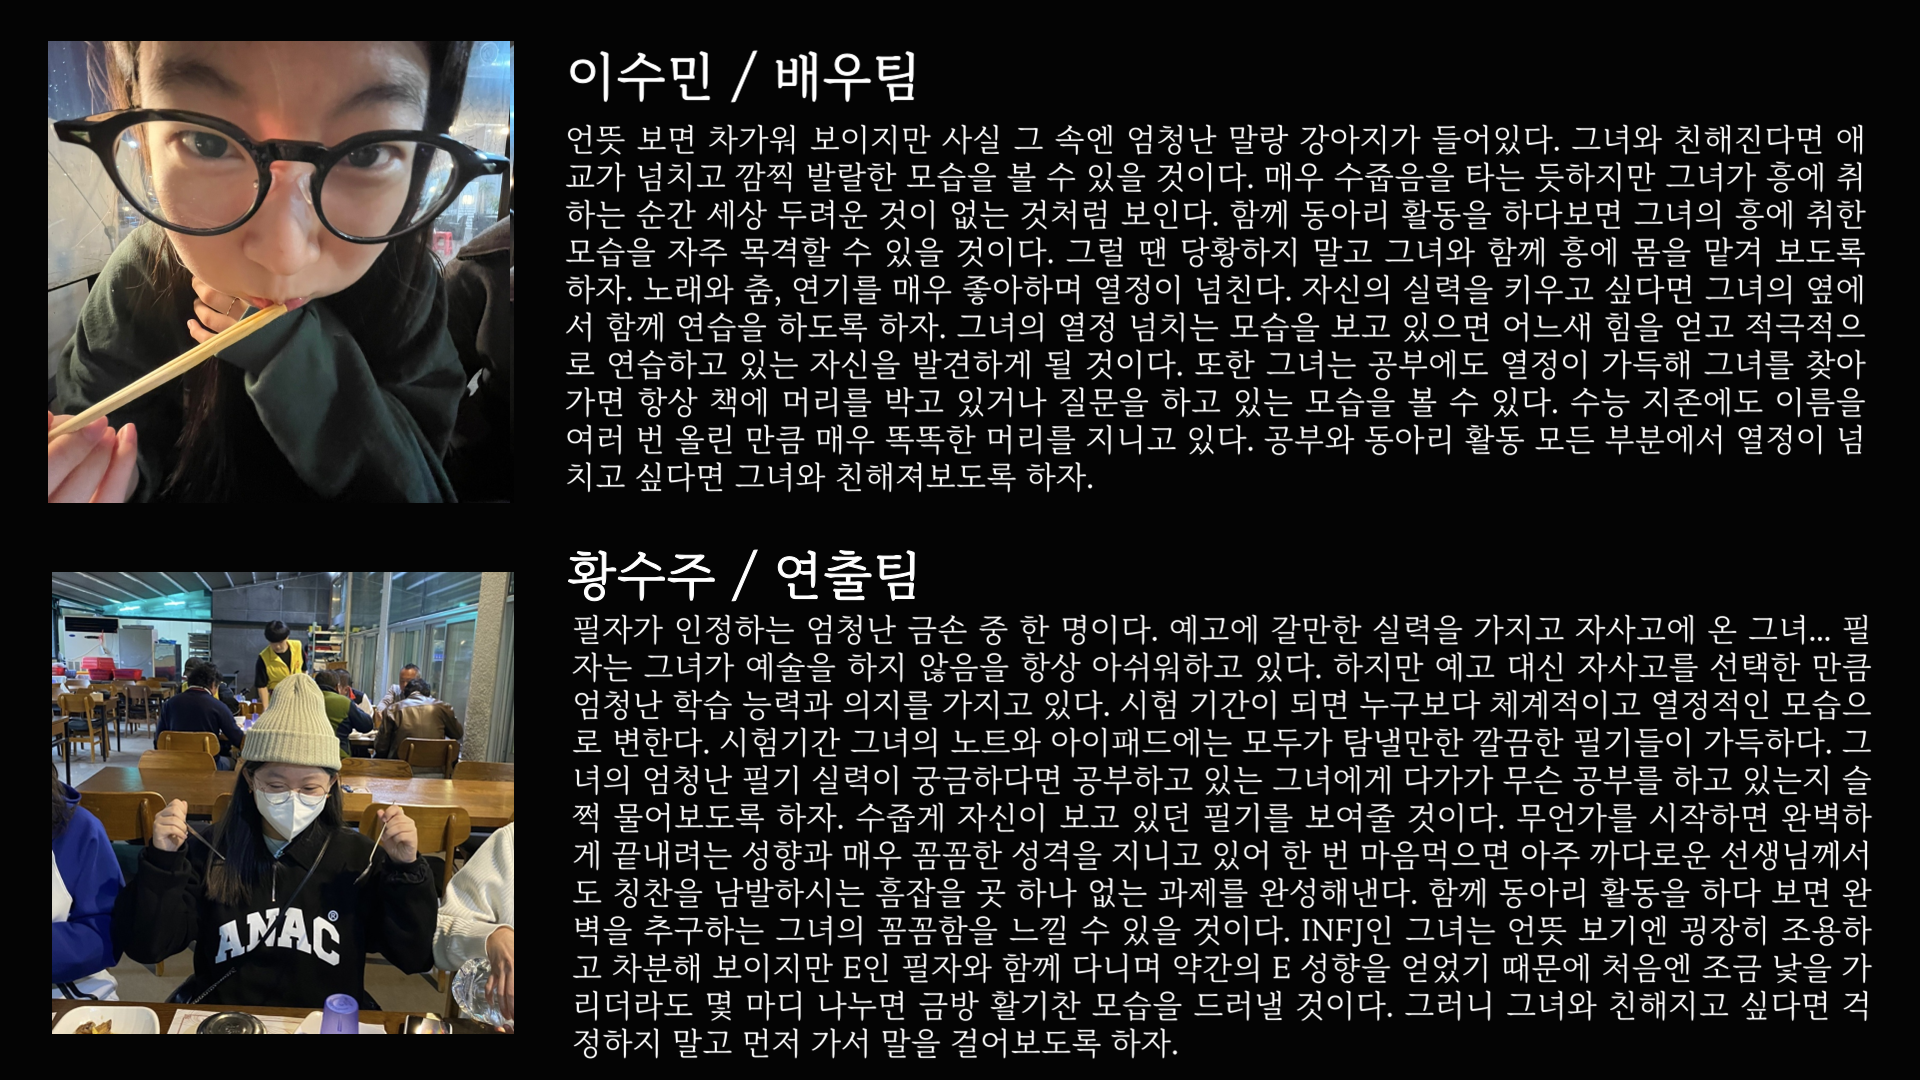 이수민 / 배우팀
언뜻 보면 차가워 보이지만 사실 그 속엔 엄청난 말랑 강아지가 들어있다. 그녀와 친해진다면 애
교가 넘치고 깜찍 발랄한 모습을 볼 수 있을 것이다. 매우 수줍음을 타는 듯하지만 그녀가 흥에 취
하는 순간 세상 두려운 것이 없는 것처럼 보인다. 함께 동아리 활동을 하다보면 그녀의 흥에 취한
모습을 자주 목격할 수 있을 것이다. 그럴 땐 당황하지 말고 그녀와 함께 흥에 몸을 맡겨 보도록
하자. 노래와 춤, 연기를 매우 좋아하며 열정이 넘친다. 자신의 실력을 키우고 싶다면 그녀의 옆에
서 함께 연습을 하도록 하자. 그녀의 열정 넘치는 모습을 보고 있으면 어느새 힘을 얻고 적극적으
로 연습하고 있는 자신을 발견하게 될 것이다. 또한 그녀는 공부에도 열정이 가득해 그녀를 찾아
가면 항상 책에 머리를 박고 있거나 질문을 하고 있는 모습을 볼 수 있다. 수능 지존에도 이름을
여러 번 올린 만큼 매우 똑똑한 머리를 지니고 있다. 공부와 동아리 활동 모든 부분에서 열정이 넘
치고 싶다면 그녀와 친해져보도록 하자.
황수주 / 연출팀
필자가 인정하는 엄청난 금손 중 한 명이다. 예고에 갈만한 실력을 가지고 자사고에 온 그녀... 필
자는 그녀가 예술을 하지 않음을 항상 아쉬워하고 있다. 하지만 예고 대신 자사고를 선택한 만큼
엄청난 학습 능력과 의지를 가지고 있다. 시험 기간이 되면 누구보다 체계적이고 열정적인 모습으
로 변한다. 시험기간 그녀의 노트와 아이패드에는 모두가 탐낼만한 깔끔한 필기들이 가득하다. 그
녀의 엄청난 필기 실력이 궁금하다면 공부하고 있는 그녀에게 다가가 무슨 공부를 하고 있는지 슬
쩍 물어보도록 하자. 수줍게 자신이 보고 있던 필기를 보여줄 것이다. 무언가를 시작하면 완벽하
게 끝내려는 성향과 매우 꼼꼼한 성격을 지니고 있어 한 번 마음먹으면 아주 까다로운 선생님께서
도 칭찬을 남발하시는 흠잡을 곳 하나 없는 과제를 완성해낸다. 함께 동아리 활동을 하다 보면 완
벽을 추구하는 그녀의 꼼꼼함을 느낄 수 있을 것이다. INFJ인 그녀는 언뜻 보기엔 굉장히 조용하
고 차분해 보이지만 E인 필자와 함께 다니며 약간의 E 성향을 얻었기 때문에 처음엔 조금 낯을 가
리더라도 몇 마디 나누면 금방 활기찬 모습을 드러낼 것이다. 그러니 그녀와 친해지고 싶다면 걱
정하지 말고 먼저 가서 말을 걸어보도록 하자.
ANAC®